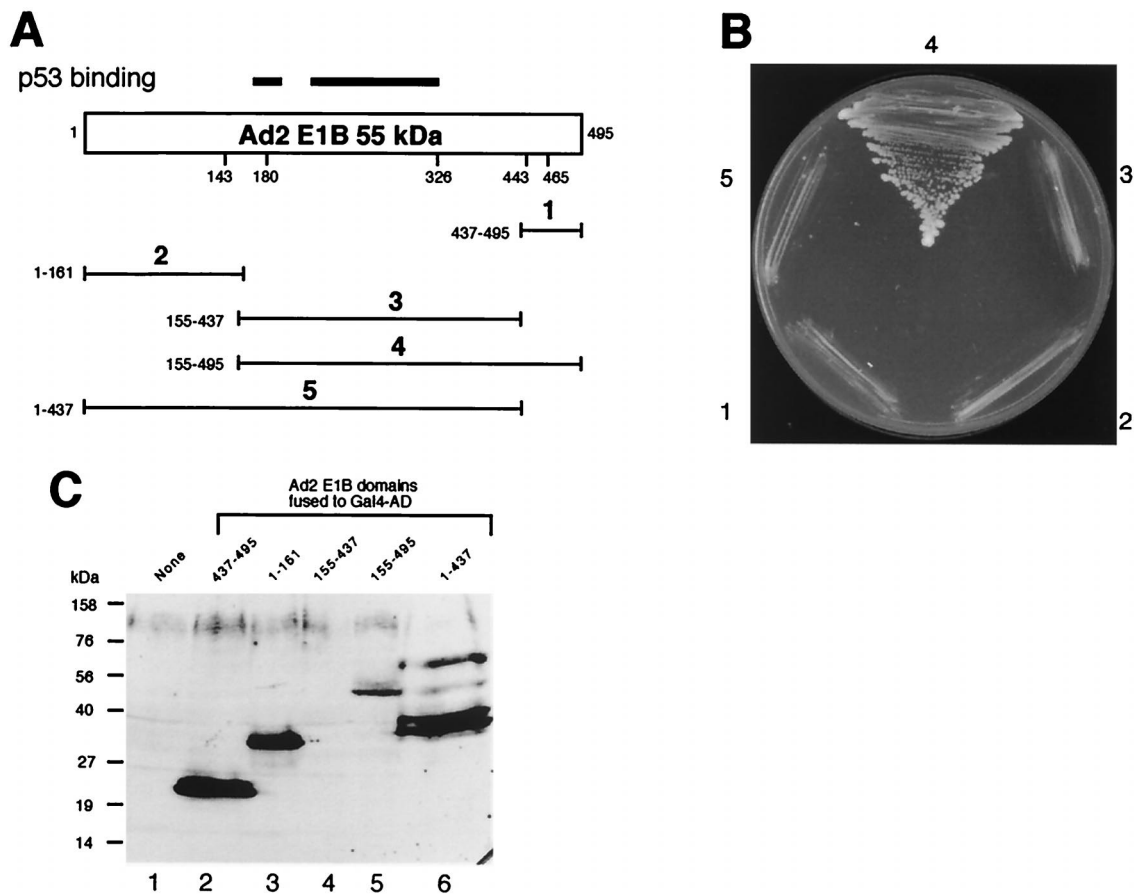 A
p53 binding
1
Ad2 E1B 55 kDa
495
143 180 326 443 465
1
437-495
2
1-161
3
155-437
4
155-495
5
1-437
B
4
5
3
1
2
C
Ad2 E1B domains
fused to Gal4-AD
None 437-495 1-161 155-437 155-495 1-437
kDa
158
76
56
40
27
19
14
1 2 3 4 5 6